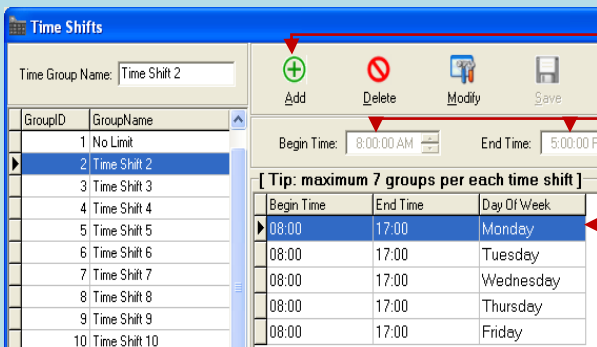 Time Shifts
Time Group Name: Time Shift 2
Add Delete Modify Save
Begin Time: 8:00:00 AM End Time: 5:00:00 P
GroupID GroupName
1 No Limit
2 Time Shift 2
3 Time Shift 3
4 Time Shift 4
5 Time Shift 5
6 Time Shift 6
7 Time Shift 7
8 Time Shift 8
9 Time Shift 9
10 Time Shift 10
[ Tip: maximum 7 groups per each time shift ]
Begin Time End Time Day Of Week
08:00 17:00 Monday
08:00 17:00 Tuesday
08:00 17:00 Wednesday
08:00 17:00 Thursday
08:00 17:00 Friday